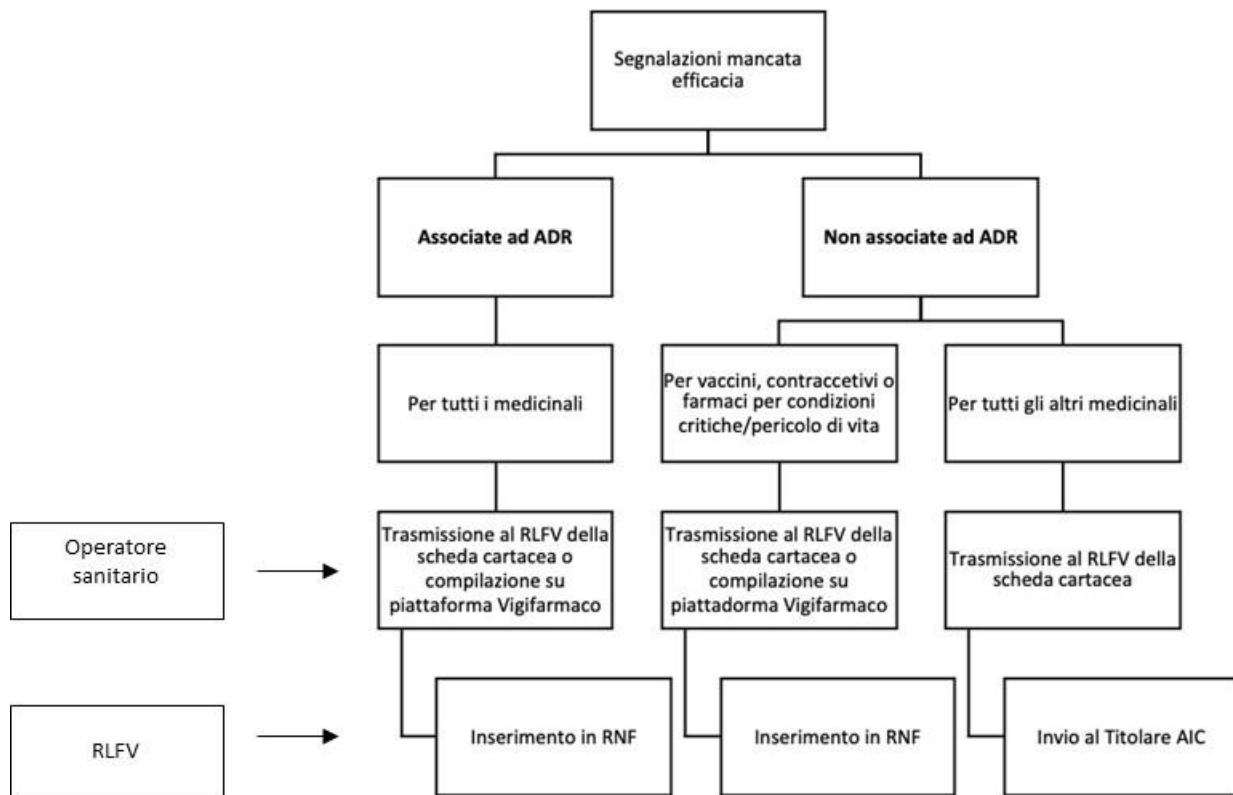 Segnalazioni mancata
efficacia
Associate ad ADR
Non associate ad ADR
Per tutti i medicinali
Per vaccini, contraccetivi o
farmaci per condizioni
critiche/pericolo di vita
Per tutti gli altri medicinali
Operatore
sanitario
Trasmissione al RLFV della
scheda cartacea o
compilazione su
piattaforma Vigifarmaco
Trasmissione al RLFV della
scheda cartacea o
compilazione su
piattadorma Vigifarmaco
Trasmissione al RLFV della
scheda cartacea
RLFV
Inserimento in RNF
Inserimento in RNF
Invio al Titolare AIC